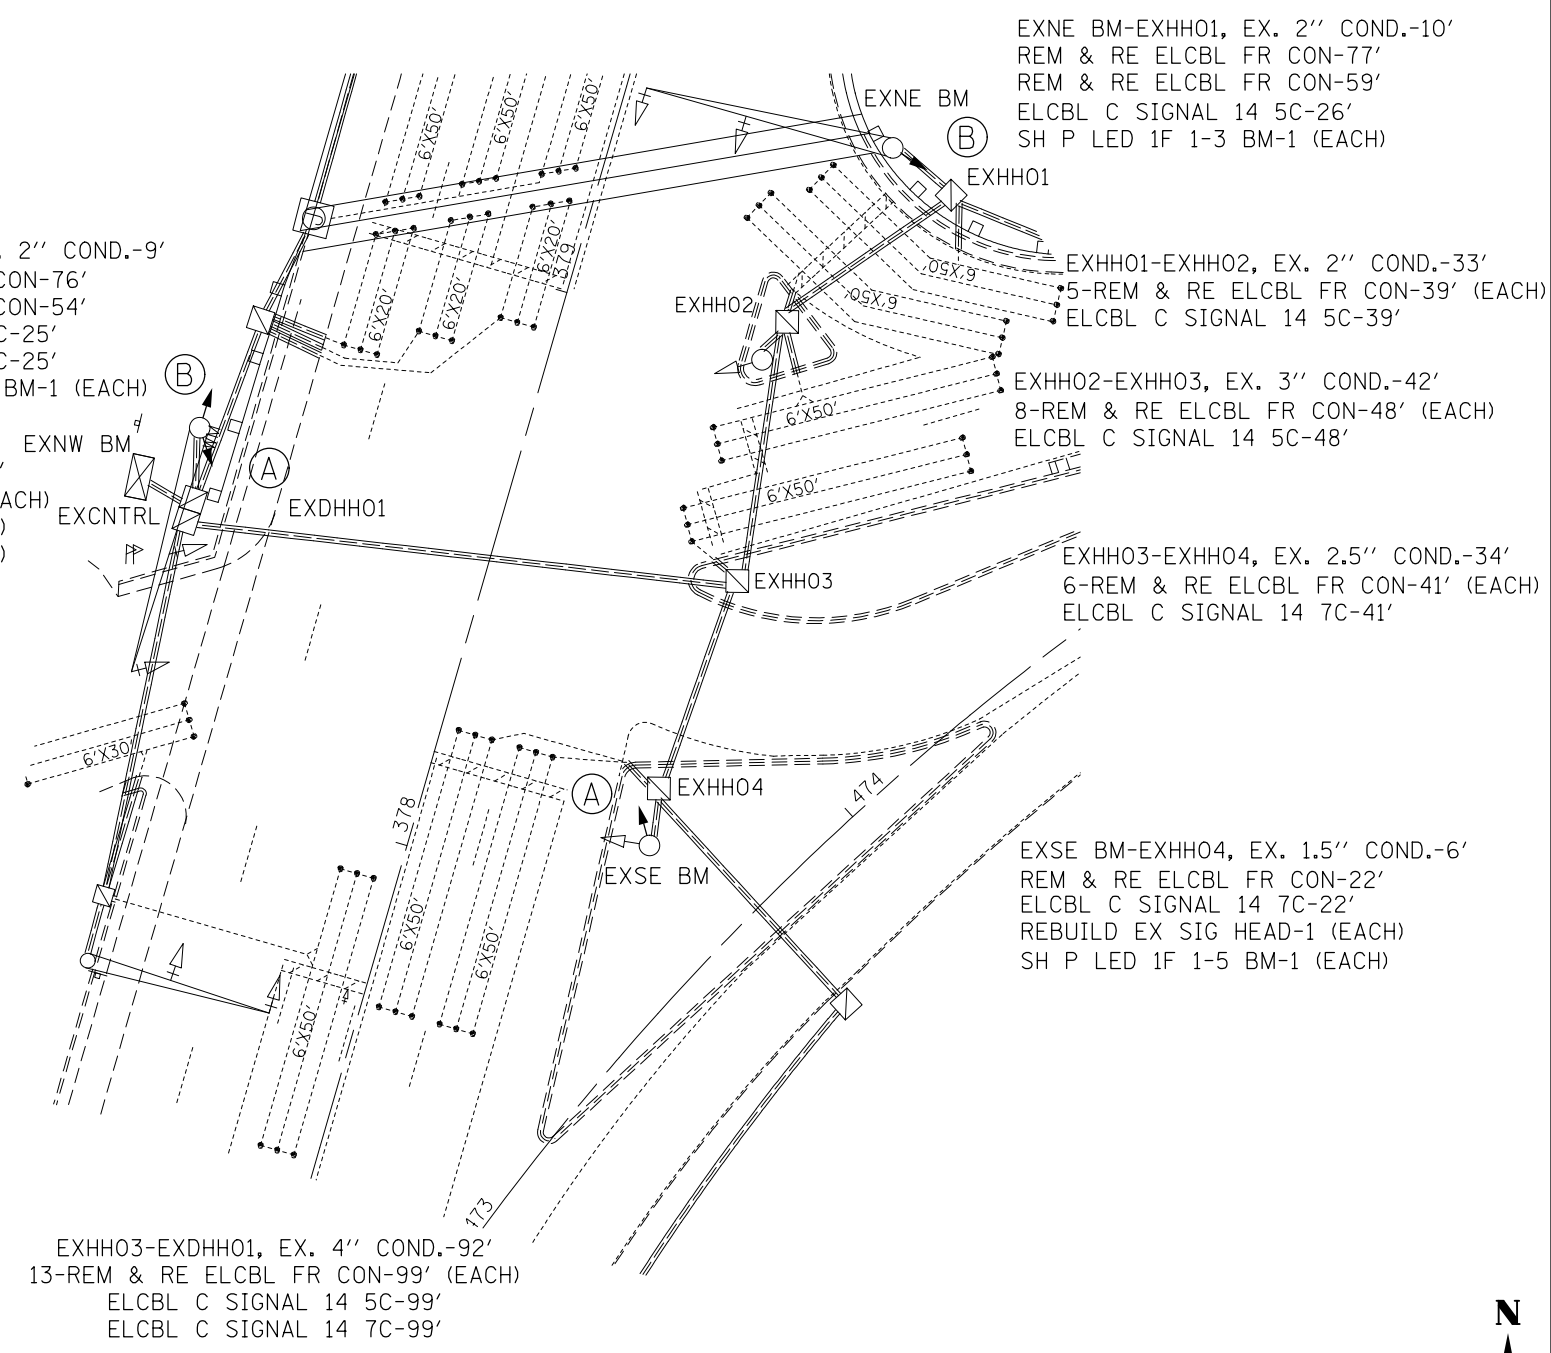 EXNE BM-EXHH01, EX. 2'' COND.-10'
REM & RE ELCBL FR CON-77'
REM & RE ELCBL FR CON-59'
ELCBL C SIGNAL 14 5C-26'
SH P LED 1F 1-3 BM-1 (EACH)
EXNE BM
B
EXHH01
6'X50'
6'X50'
6'X50'
. 2'' COND.-9'
CON-76'
CON-54'
C-25'
C-25'
BM-1 (EACH)
6'X20'
6'X20'
6'X20'
379
6'X50'
6'X50'
EXHH02
EXHH01-EXHH02, EX. 2'' COND.-33'
5-REM & RE ELCBL FR CON-39' (EACH)
ELCBL C SIGNAL 14 5C-39'
EXHH02-EXHH03, EX. 3'' COND.-42'
8-REM & RE ELCBL FR CON-48' (EACH)
ELCBL C SIGNAL 14 5C-48'
B
EXNW BM
A
'
ACH)
)
)
EXCNTRL
EXDHH01
6'X50'
6'X50'
EXHH03
EXHH03-EXHH04, EX. 2.5'' COND.-34'
6-REM & RE ELCBL FR CON-41' (EACH)
ELCBL C SIGNAL 14 7C-41'
6'X30'
378
A
EXHH04
474
EXSE BM
EXSE BM-EXHH04, EX. 1.5'' COND.-6'
REM & RE ELCBL FR CON-22'
ELCBL C SIGNAL 14 7C-22'
REBUILD EX SIG HEAD-1 (EACH)
SH P LED 1F 1-5 BM-1 (EACH)
6'X50'
6'X50'
6'X50'
173
EXHH03-EXDHH01, EX. 4'' COND.-92'
13-REM & RE ELCBL FR CON-99' (EACH)
ELCBL C SIGNAL 14 5C-99'
ELCBL C SIGNAL 14 7C-99'
N